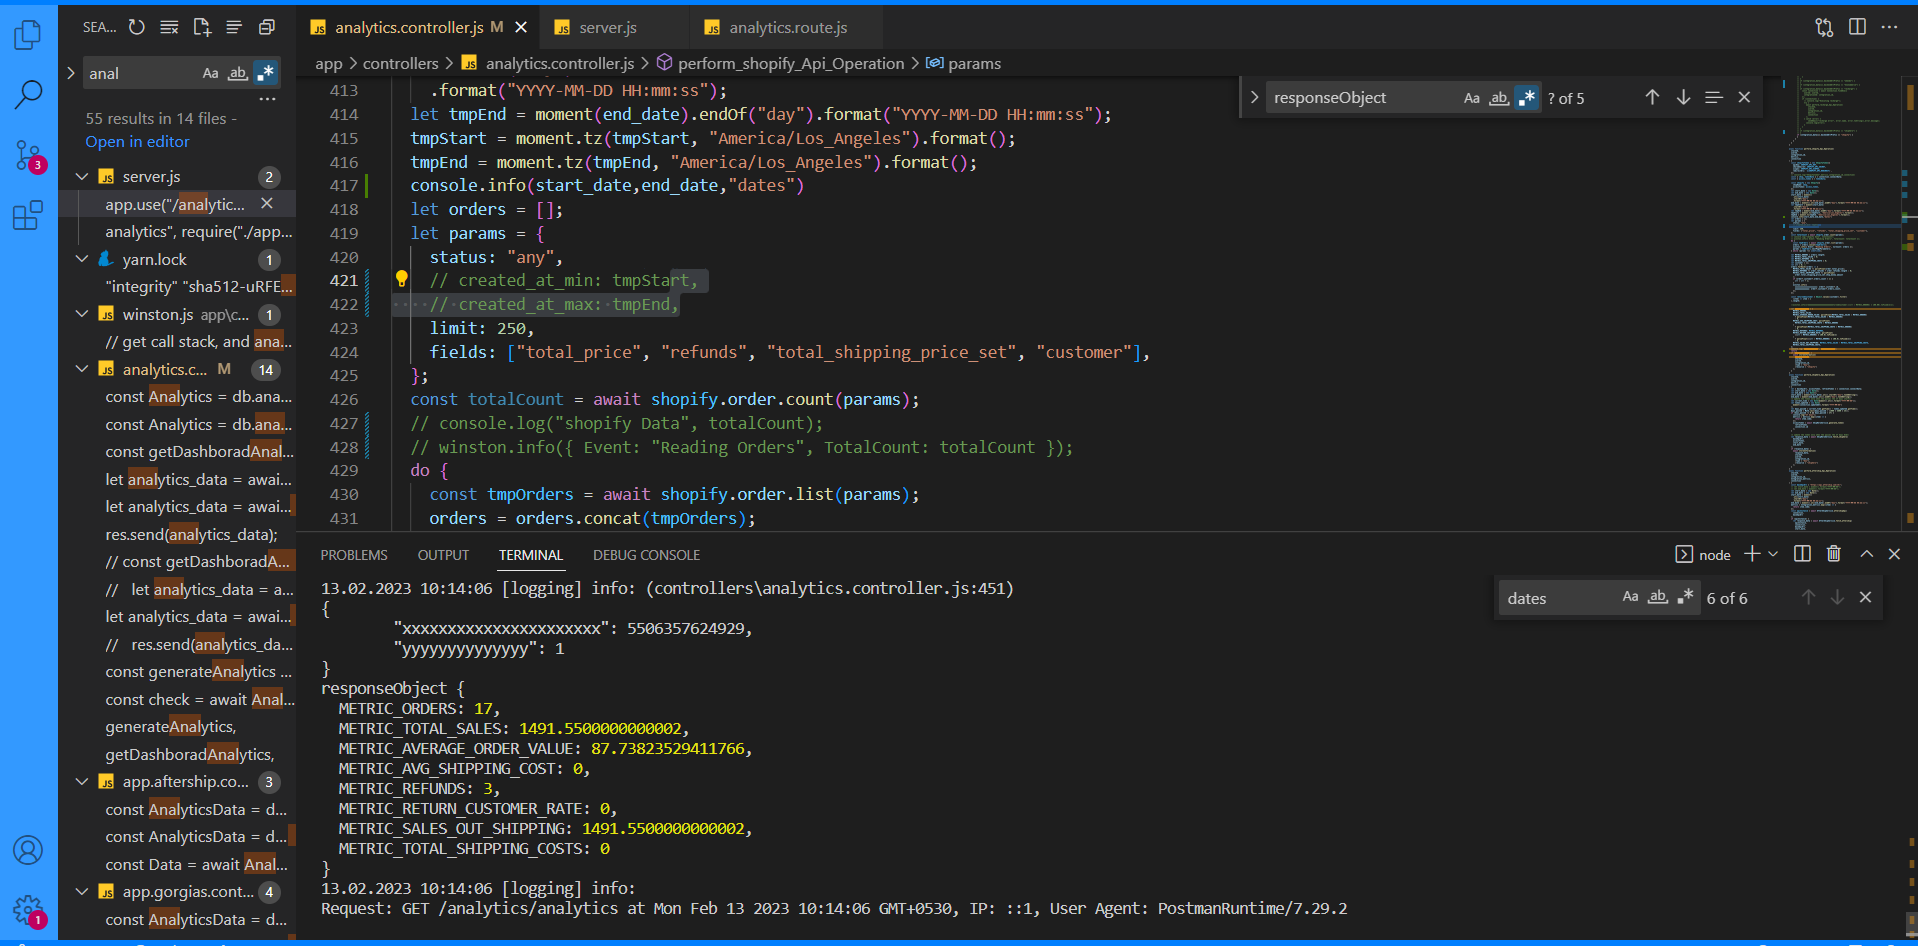 SEA...
anal
Aa ab
55 results in 14 files -
Open in editor
3
server.js 2
app.use("/analytic...
analytics", require("./app...
yarn.lock 1
"integrity" "sha512-uRFE...
winston.js app\c... 1
// get call stack, and ana...
analytics.c... M 14
const Analytics = db.ana...
const Analytics = db.ana...
const getDashboradAnal...
let analytics_data = awai...
let analytics_data = awai...
res.send(analytics_data);
// const getDashboradA...
//   let analytics_data = a...
let analytics_data = awai...
//   res.send(analytics_da...
const generateAnalytics ...
const check = await Anal...
generateAnalytics,
getDashboradAnalytics,
app.aftership.co... 3
const AnalyticsData = d...
const AnalyticsData = d...
const Data = await Anal...
app.gorgias.cont... 4
const AnalyticsData = d...
1
JS analytics.controller.js M
JS server.js
JS analytics.route.js
app > controllers > JS analytics.controller.js > perform_shopify_Api_Operation > params
responseObject Aa ab ? of 5
413 .format("YYYY-MM-DD HH:mm:ss");
414 let tmpEnd = moment(end_date).endOf("day").format("YYYY-MM-DD HH:mm:ss");
415 tmpStart = moment.tz(tmpStart, "America/Los_Angeles").format();
416 tmpEnd = moment.tz(tmpEnd, "America/Los_Angeles").format();
417 console.info(start_date,end_date,"dates")
418 let orders = [];
419 let params = {
420 status: "any",
421 // created_at_min: tmpStart,
422 // created_at_max: tmpEnd,
423 limit: 250,
424 fields: ["total_price", "refunds", "total_shipping_price_set", "customer"],
425 };
426 const totalCount = await shopify.order.count(params);
427 // console.log("shopify Data", totalCount);
428 // winston.info({ Event: "Reading Orders", TotalCount: totalCount });
429 do {
430 const tmpOrders = await shopify.order.list(params);
431 orders = orders.concat(tmpOrders);
PROBLEMS OUTPUT TERMINAL DEBUG CONSOLE
node
dates Aa ab 6 of 6
13.02.2023 10:14:06 [logging] info: (controllers\analytics.controller.js:451)
{
"xxxxxxxxxxxxxxxxxxxxxx": 5506357624929,
"yyyyyyyyyyyyyy": 1
}
responseObject {
METRIC_ORDERS: 17,
METRIC_TOTAL_SALES: 1491.5500000000002,
METRIC_AVERAGE_ORDER_VALUE: 87.73823529411766,
METRIC_AVG_SHIPPING_COST: 0,
METRIC_REFUNDS: 3,
METRIC_RETURN_CUSTOMER_RATE: 0,
METRIC_SALES_OUT_SHIPPING: 1491.5500000000002,
METRIC_TOTAL_SHIPPING_COSTS: 0
}
13.02.2023 10:14:06 [logging] info:
Request: GET /analytics/analytics at Mon Feb 13 2023 10:14:06 GMT+0530, IP: ::1, User Agent: PostmanRuntime/7.29.2